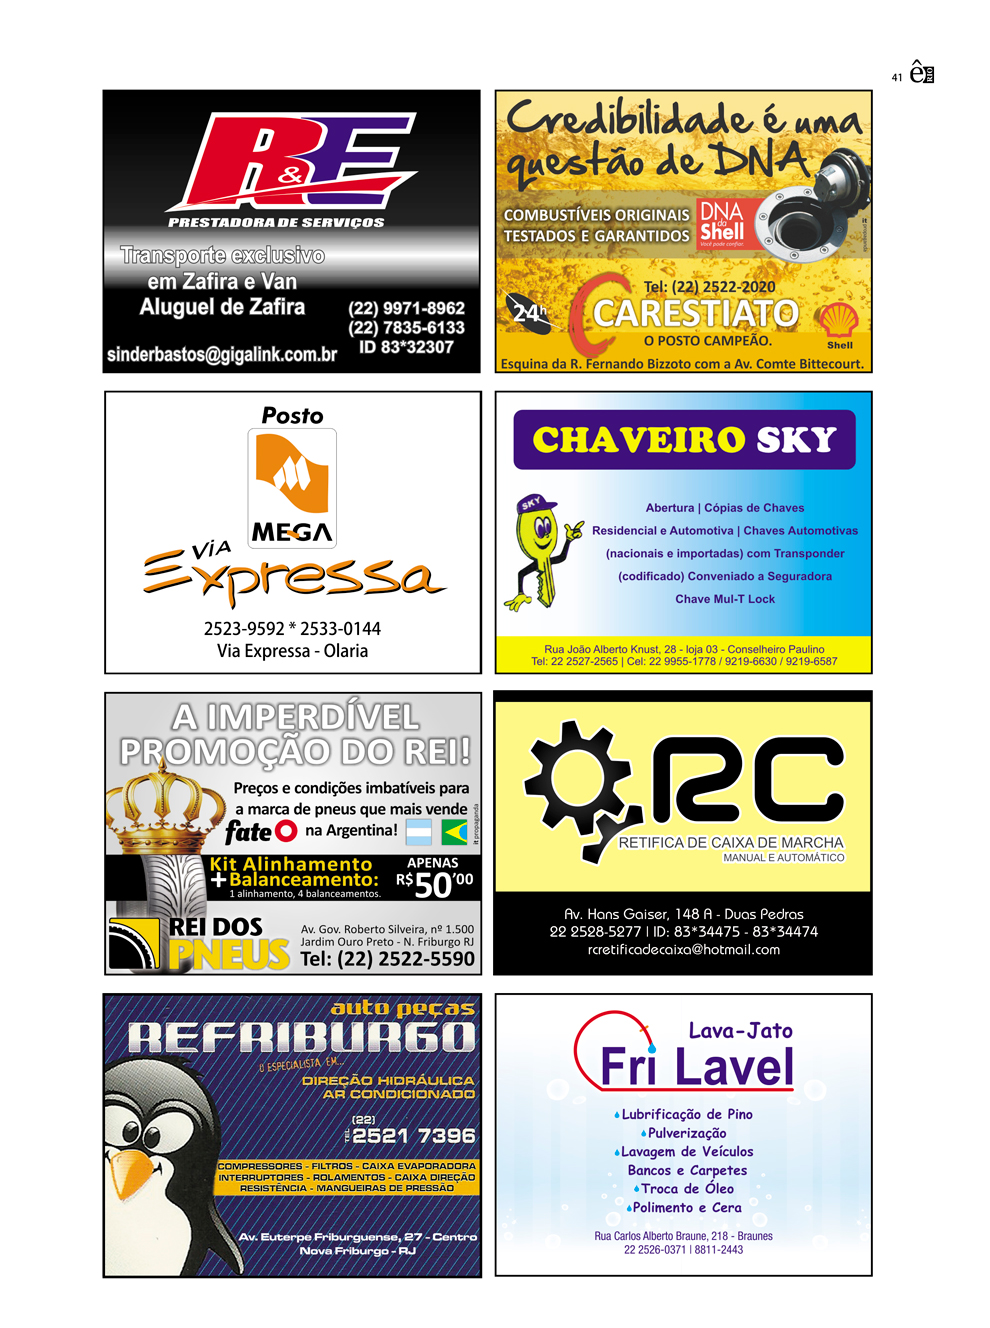 41 ê RIO
R&E
PRESTADORA DE SERVIÇOS
Transporte exclusivo
em Zafira e Van
Aluguel de Zafira
(22) 9971-8962
(22) 7835-6133
ID 83*32307
sinderbastos@gigalink.com.br
Credibilidade é uma
questão de DNA
COMBUSTÍVEIS ORIGINAIS
TESTADOS E GARANTIDOS
DNA
da
Shell
Você pode confiar.
it propaganda
Tel: (22) 2522-2020
24h
CARESTIATO
O POSTO CAMPEÃO.
Shell
Esquina da R. Fernando Bizzoto com a Av. Comte Bittecourt.
Posto
MEGA
VIA
Expressa
2523-9592 * 2533-0144
Via Expressa - Olaria
CHAVEIRO SKY
SKY
Abertura | Cópias de Chaves
Residencial e Automotiva | Chaves Automotivas
(nacionais e importadas) com Transponder
(codificado) Conveniado a Seguradora
Chave Mul-T Lock
Rua João Alberto Knust, 28 - loja 03 - Conselheiro Paulino
Tel: 22 2527-2565 | Cel: 22 9955-1778 / 9219-6630 / 9219-6587
A IMPERDÍVEL
PROMOÇÃO DO REI!
Preços e condições imbatíveis para
a marca de pneus que mais vende
fate na Argentina!
it propaganda
Kit Alinhamento
+Balanceamento:
1 alinhamento, 4 balanceamentos.
APENAS
R$ 50,00
REI DOS
PNEUS
Av. Gov. Roberto Silveira, nº 1.500
Jardim Ouro Preto - N. Friburgo RJ
Tel: (22) 2522-5590
RC
RETIFICA DE CAIXA DE MARCHA
MANUAL E AUTOMÁTICO
Av. Hans Gaiser, 148 A - Duas Pedras
22 2528-5277 | ID: 83*34475 - 83*34474
rcretificadecaixa@hotmail.com
auto peças
REFRIBURGO
O ESPECIALISTA EM...
DIREÇÃO HIDRÁULICA
AR CONDICIONADO
(22)
TEL 2521 7396
COMPRESSORES - FILTROS - CAIXA EVAPORADORA
INTERRUPTORES - ROLAMENTOS - CAIXA DIREÇÃO
RESISTÊNCIA - MANGUEIRAS DE PRESSÃO
Av. Euterpe Friburguense, 27 - Centro
Nova Friburgo - RJ
Lava-Jato
Fri Lavel
Lubrificação de Pino
Pulverização
Lavagem de Veículos
Bancos e Carpetes
Troca de Óleo
Polimento e Cera
Rua Carlos Alberto Braune, 218 - Braunes
22 2526-0371 | 8811-2443